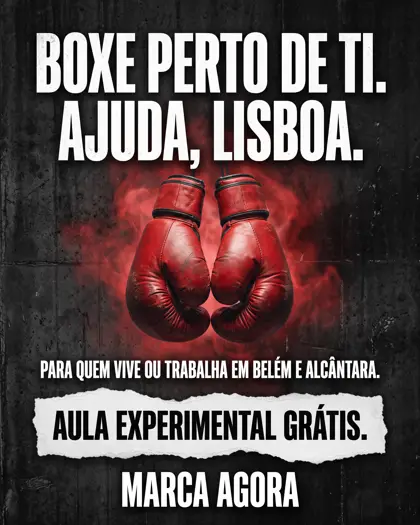 BOXE PERTO DE TI.
AJUDA, LISBOA.
PARA QUEM VIVE OU TRABALHA EM BELÉM E ALCÂNTARA.
AULA EXPERIMENTAL GRÁTIS.
MARCA AGORA